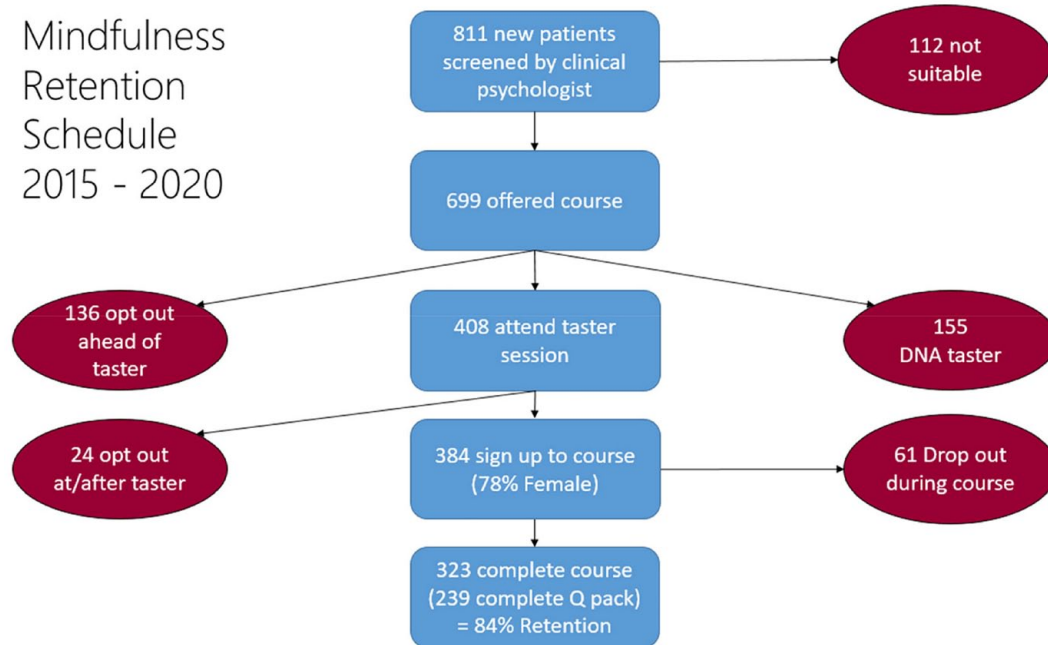 Mindfulness
Retention
Schedule
2015 - 2020
811 new patients
screened by clinical
psychologist
112 not
suitable
699 offered course
136 opt out
ahead of
taster
408 attend taster
session
155
DNA taster
24 opt out
at/after taster
384 sign up to course
(78% Female)
61 Drop out
during course
323 complete course
(239 complete Q pack)
= 84% Retention